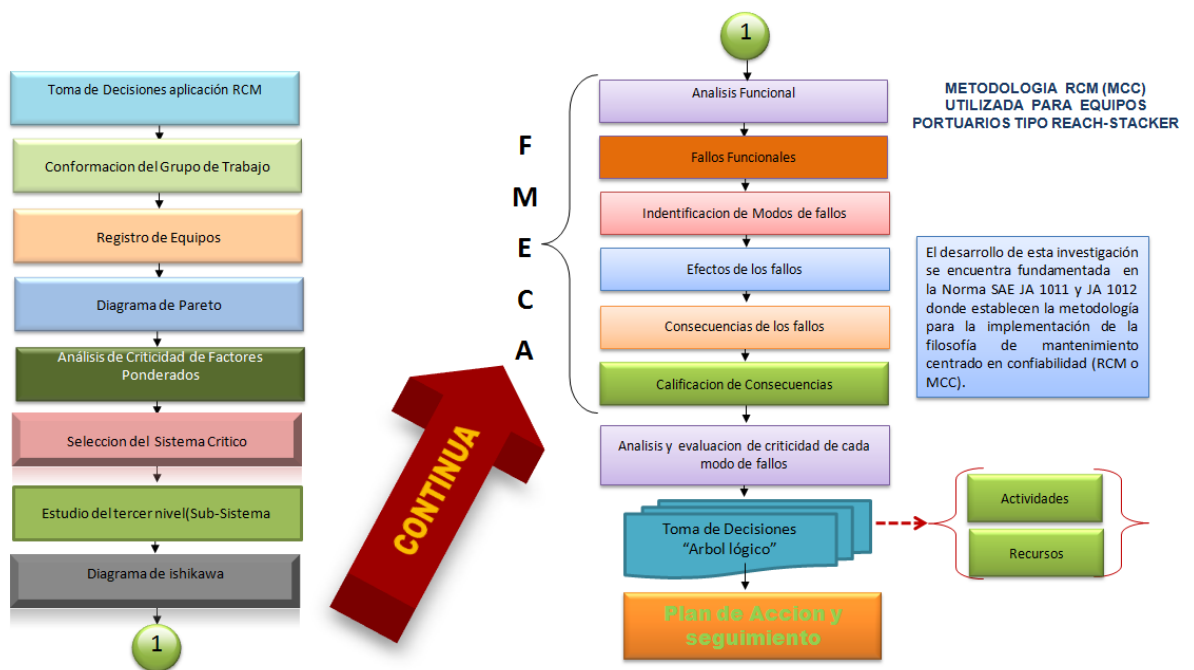 Toma de Decisiones aplicación RCM
Conformacion del Grupo de Trabajo
Registro de Equipos
Diagrama de Pareto
Análisis de Criticidad de Factores
Ponderados
Seleccion del Sistema Critico
Estudio del tercer nivel(Sub-Sistema
Diagrama de ishikawa
1
CONTINUA
1
F
M
E
C
A
Analisis Funcional
Fallos Funcionales
Indentificacion de Modos de fallos
Efectos de los fallos
Consecuencias de los fallos
Calificacion de Consecuencias
Analisis y evaluacion de criticidad de cada
modo de fallos
Toma de Decisiones
“Arbol lógico”
Plan de Accion y
seguimiento
Actividades
Recursos
METODOLOGIA RCM (MCC)
UTILIZADA PARA EQUIPOS
PORTUARIOS TIPO REACH-STACKER
El desarrollo de esta investigación
se encuentra fundamentada en
la Norma SAE JA 1011 y JA 1012
donde establecen la metodología
para la implementación de la
filosofía de mantenimiento
centrado en confiabilidad (RCM o
MCC).